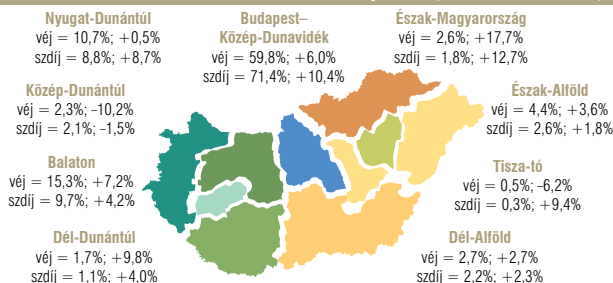 Nyugat-Dunántúl
véj = 10,7%; +0,5%
szdíj = 8,8%; +8,7%
Budapest–
Közép-Dunavidék
véj = 59,8%; +6,0%
szdíj = 71,4%; +10,4%
Észak-Magyarország
véj = 2,6%; +17,7%
szdíj = 1,8%; +12,7%
Közép-Dunántúl
véj = 2,3%; -10,2%
szdíj = 2,1%; -1,5%
Észak-Alföld
véj = 4,4%; +3,6%
szdíj = 2,6%; +1,8%
Balaton
véj = 15,3%; +7,2%
szdíj = 9,7%; +4,2%
Tisza-tó
véj = 0,5%; -6,2%
szdíj = 0,3%; +9,4%
Dél-Dunántúl
véj = 1,7%; +9,8%
szdíj = 1,1%; +4,0%
Dél-Alföld
véj = 2,7%; +2,7%
szdíj = 2,2%; +2,3%